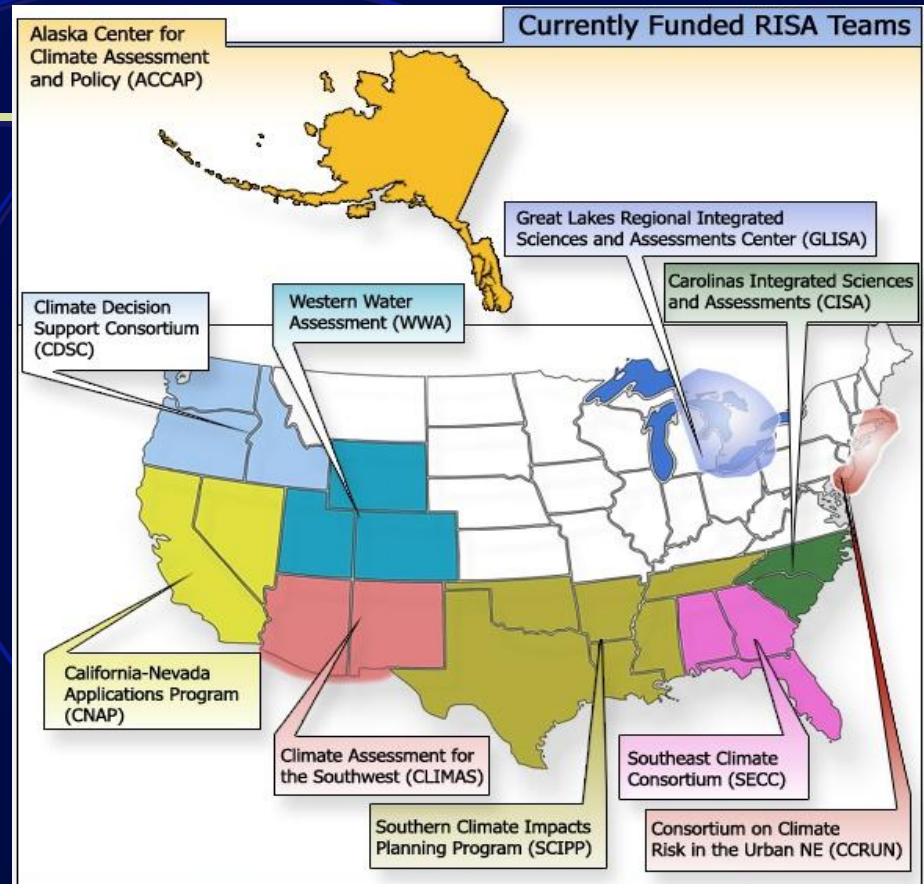 Currently Funded RISA Teams
Alaska Center for
Climate Assessment
and Policy (ACCAP)
Great Lakes Regional Integrated
Sciences and Assessments Center (GLISA)
Carolinas Integrated Sciences
and Assessments (CISA)
Western Water
Assessment (WWA)
Climate Decision
Support Consortium
(CDSC)
California-Nevada
Applications Program
(CNAP)
Climate Assessment for
the Southwest (CLIMAS)
Southeast Climate
Consortium (SECC)
Southern Climate Impacts
Planning Program (SCIPP)
Consortium on Climate
Risk in the Urban NE (CCRUN)